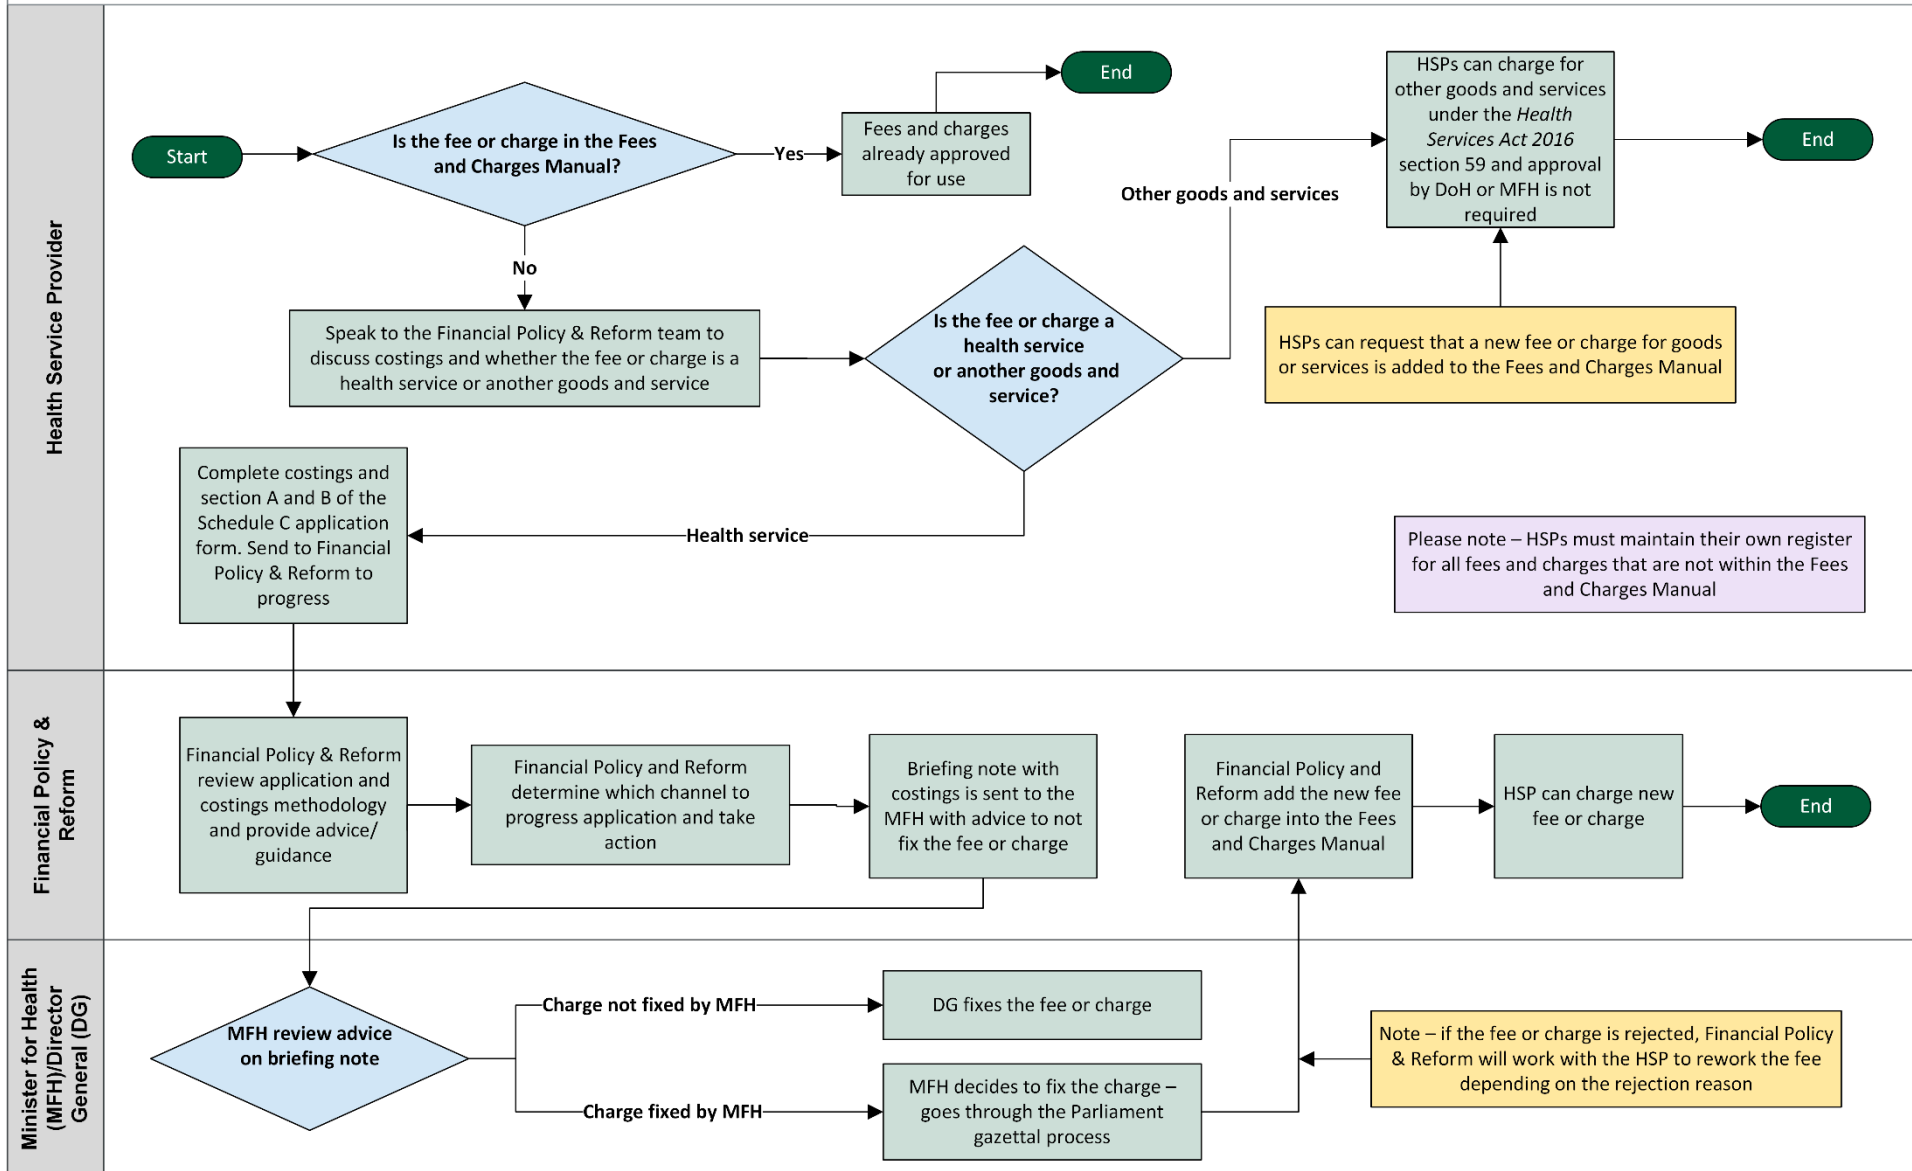 Health Service Provider
Start
Is the fee or charge in the Fees
and Charges Manual?
Yes
Fees and charges
already approved
for use
End
No
Speak to the Financial Policy & Reform team to
discuss costings and whether the fee or charge is a
health service or another goods and service
Is the fee or charge a
health service
or another goods and
service?
Other goods and services
HSPs can charge for
other goods and services
under the Health
Services Act 2016
section 59 and approval
by DoH or MFH is not
required
End
HSPs can request that a new fee or charge for goods
or services is added to the Fees and Charges Manual
Health service
Complete costings and
section A and B of the
Schedule C application
form. Send to Financial
Policy & Reform to
progress
Please note – HSPs must maintain their own register
for all fees and charges that are not within the Fees
and Charges Manual
Financial Policy &
Reform
Financial Policy & Reform
review application and
costings methodology
and provide advice/
guidance
Financial Policy and Reform
determine which channel to
progress application and take
action
Briefing note with
costings is sent to the
MFH with advice to not
fix the fee or charge
Financial Policy and
Reform add the new fee
or charge into the Fees
and Charges Manual
HSP can charge new
fee or charge
End
Minister for Health
(MFH)/Director
General (DG)
MFH review advice
on briefing note
Charge not fixed by MFH
DG fixes the fee or charge
Charge fixed by MFH
MFH decides to fix the charge –
goes through the Parliament
gazettal process
Note – if the fee or charge is rejected, Financial Policy
& Reform will work with the HSP to rework the fee
depending on the rejection reason